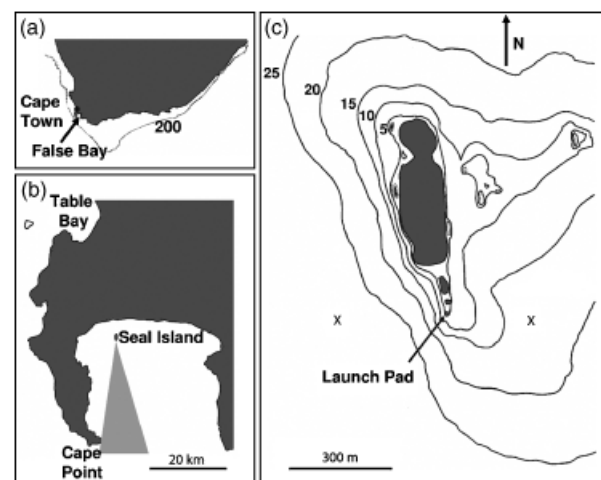 (a)
Cape
Town
False Bay
200
(b)
Table
Bay
Seal Island
Cape
Point
20 km
(c)
N
25
20
15
10
5
X
X
Launch Pad
300 m